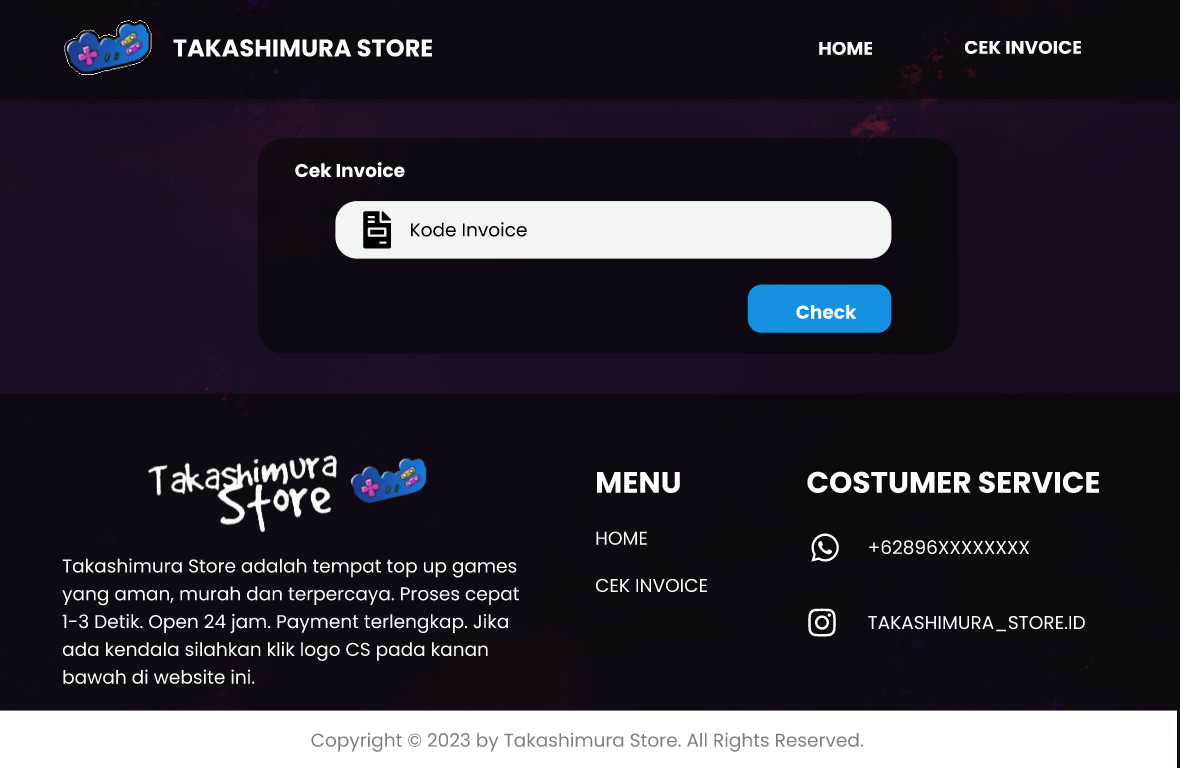 TAKASHIMURA STORE
HOME
CEK INVOICE
Cek Invoice
Kode Invoice
Check
Takashimura
Store
Takashimura Store adalah tempat top up games
yang aman, murah dan terpercaya. Proses cepat
1-3 Detik. Open 24 jam. Payment terlengkap. Jika
ada kendala silahkan klik logo CS pada kanan
bawah di website ini.
MENU
HOME
CEK INVOICE
COSTUMER SERVICE
+62896XXXXXXXX
TAKASHIMURA_STORE.ID
Copyright © 2023 by Takashimura Store. All Rights Reserved.